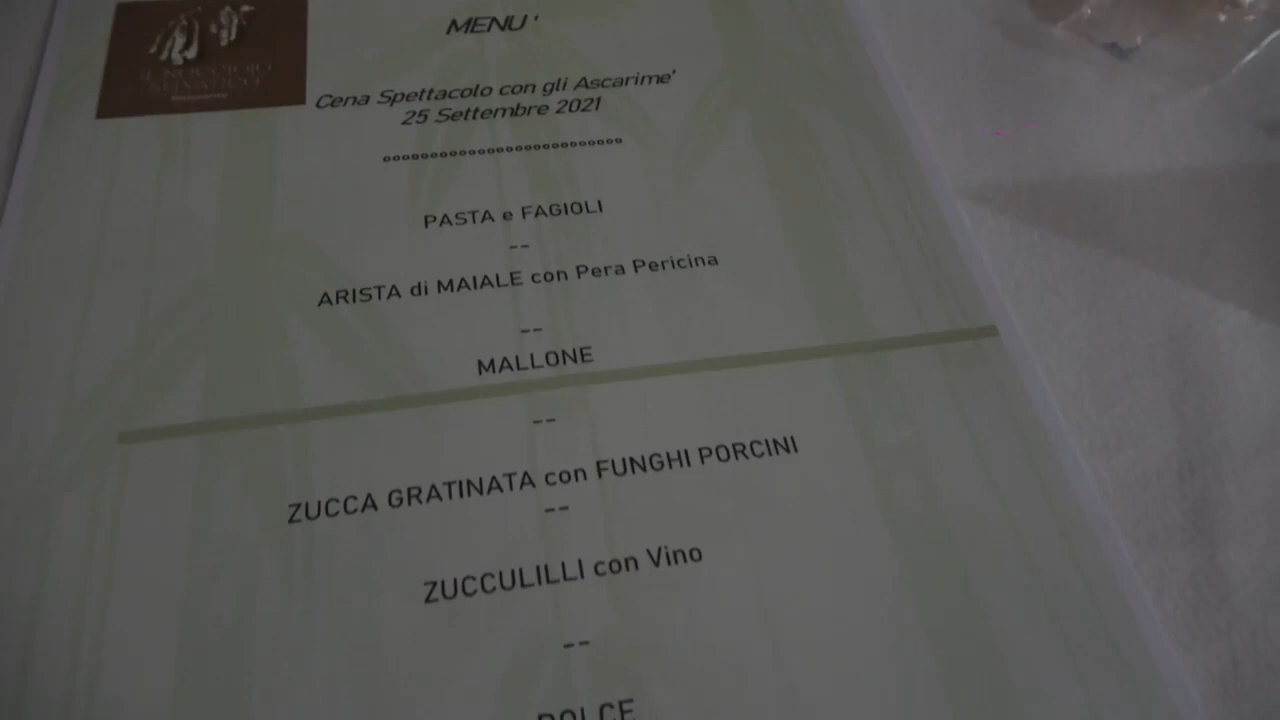 MENU'
Cena Spettacolo con gli Ascarime'
25 Settembre 2021
°°°°°°°°°°°°°°°°°°°°°°°°°°
PASTA e FAGIOLI
--
ARISTA di MAIALE con Pera Pericina
--
MALLONE
--
ZUCCA GRATINATA con FUNGHI PORCINI
--
ZUCCULILLI con Vino
--
DOLCE